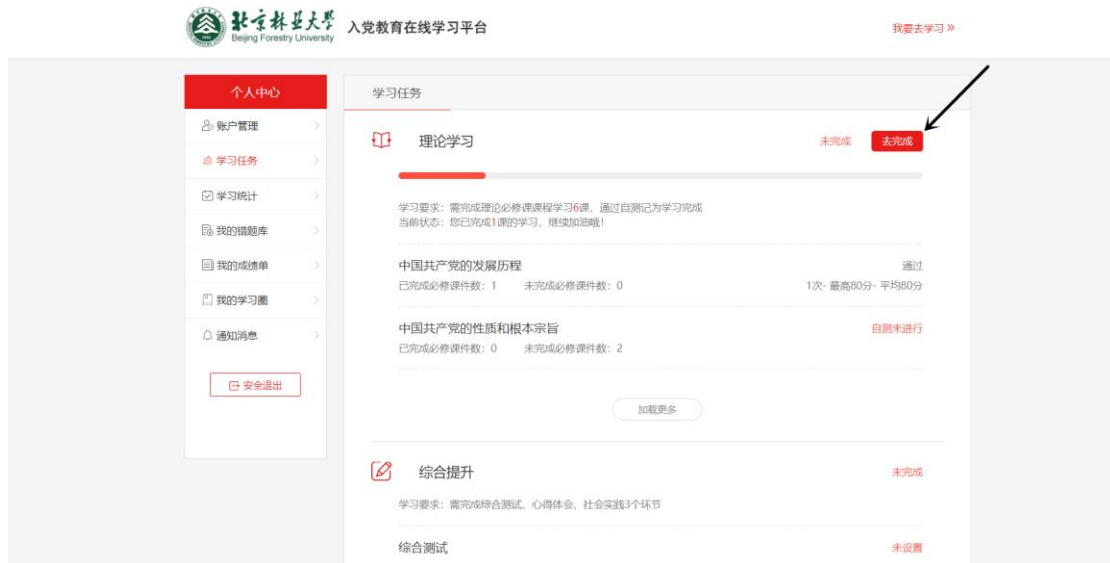 北京林业大学
Beijing Forestry University
入党教育在线学习平台
我要去学习 »
个人中心
账户管理
学习任务
学习统计
我的错题库
我的成绩单
我的学习圈
通知消息
安全退出
学习任务
理论学习
未完成 去完成
学习要求：需完成理论必修课课程学习6课，通过自测记为学习完成
当前状态：您已完成1课的学习，继续加油哦！
中国共产党的发展历程 通过
已完成必修课件数：1 未完成必修课件数：0 1次- 最高80分- 平均80分
中国共产党的性质和根本宗旨 自测未进行
已完成必修课件数：0 未完成必修课件数：2
加载更多
综合提升 未完成
学习要求：需完成综合测试、心得体会、社会实践3个环节
综合测试 未设置